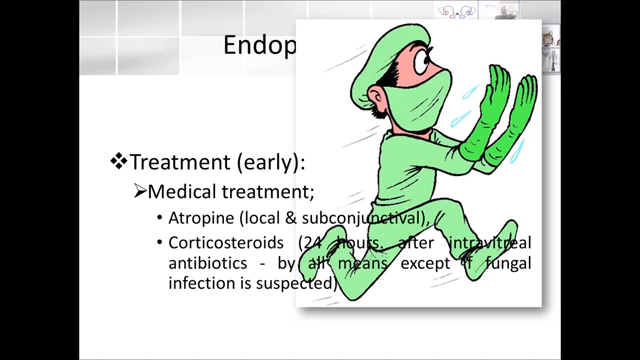 Endop
❖Treatment (early):
➢Medical treatment;
• Atropine (local & subconjunctival),
• Corticosteroids (24 hours, after intravitreal
antibiotics - by all means except if fungal
infection is suspected)